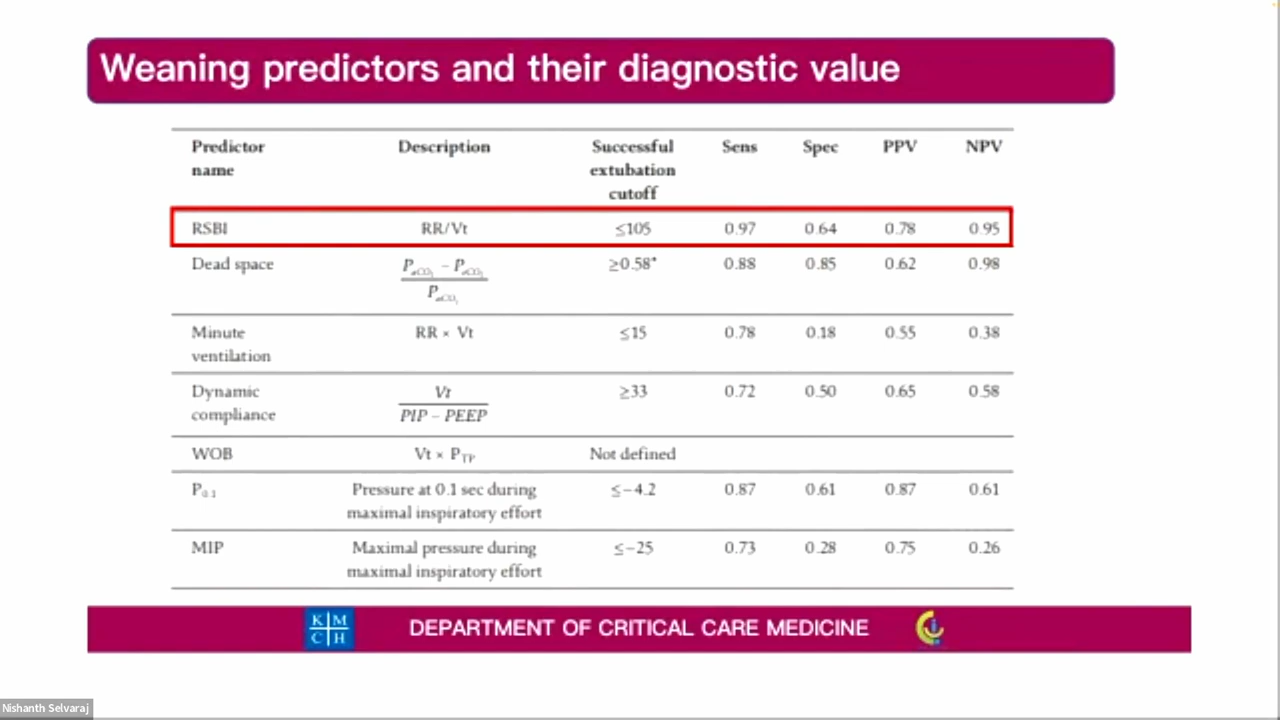 Weaning predictors and their diagnostic value
Predictor name Description Successful extubation cutoff Sens Spec PPV NPV
RSBI RR/Vt ≤105 0.97 0.64 0.78 0.95
Dead space ≥0.58* 0.88 0.85 0.62 0.98
Minute ventilation RR × Vt ≤15 0.78 0.18 0.55 0.38
Dynamic compliance Vt / PIP – PEEP ≥33 0.72 0.50 0.65 0.58
WOB Vt × P_TP Not defined
P0.1 Pressure at 0.1 sec during maximal inspiratory effort ≤−4.2 0.87 0.61 0.87 0.61
MIP Maximal pressure during maximal inspiratory effort ≤−25 0.73 0.28 0.75 0.26
K M C H
DEPARTMENT OF CRITICAL CARE MEDICINE
Nishanth Selvaraj